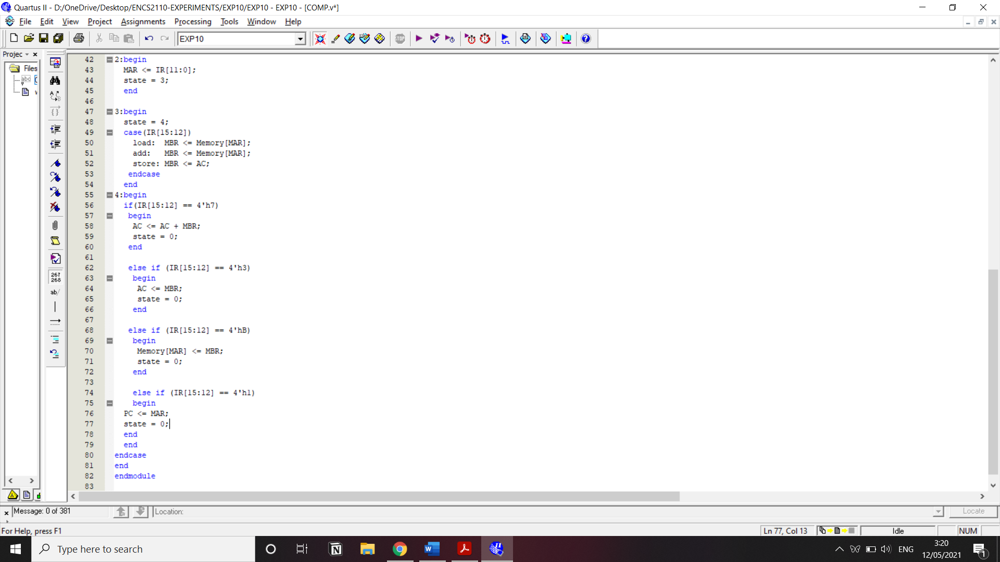 Quartus II - D:/OneDrive/Desktop/ENCS2110-EXPERIMENTS/EXP10/EXP10 - EXP10 - [COMP.v*]
File Edit View Project Assignments Processing Tools Window Help
EXP10
Projec
Files
42 2:begin
43 MAR <= IR[11:0];
44 state = 3;
45 end
46
47 3:begin
48 state = 4;
49 case(IR[15:12])
50 load: MBR <= Memory[MAR];
51 add: MBR <= Memory[MAR];
52 store: MBR <= AC;
53 endcase
54 end
55 4:begin
56 if(IR[15:12] == 4'h7)
57 begin
58 AC <= AC + MBR;
59 state = 0;
60 end
61
62 else if (IR[15:12] == 4'h3)
63 begin
64 AC <= MBR;
65 state = 0;
66 end
67
68 else if (IR[15:12] == 4'hB)
69 begin
70 Memory[MAR] <= MBR;
71 state = 0;
72 end
73
74 else if (IR[15:12] == 4'h1)
75 begin
76 PC <= MAR;
77 state = 0;
78 end
79 end
80 endcase
81 end
82 endmodule
83
Message: 0 of 381
Location:
Locate
For Help, press F1
Ln 77, Col 13
Idle
NUM
Type here to search
ENG
3:20
12/05/2021
1